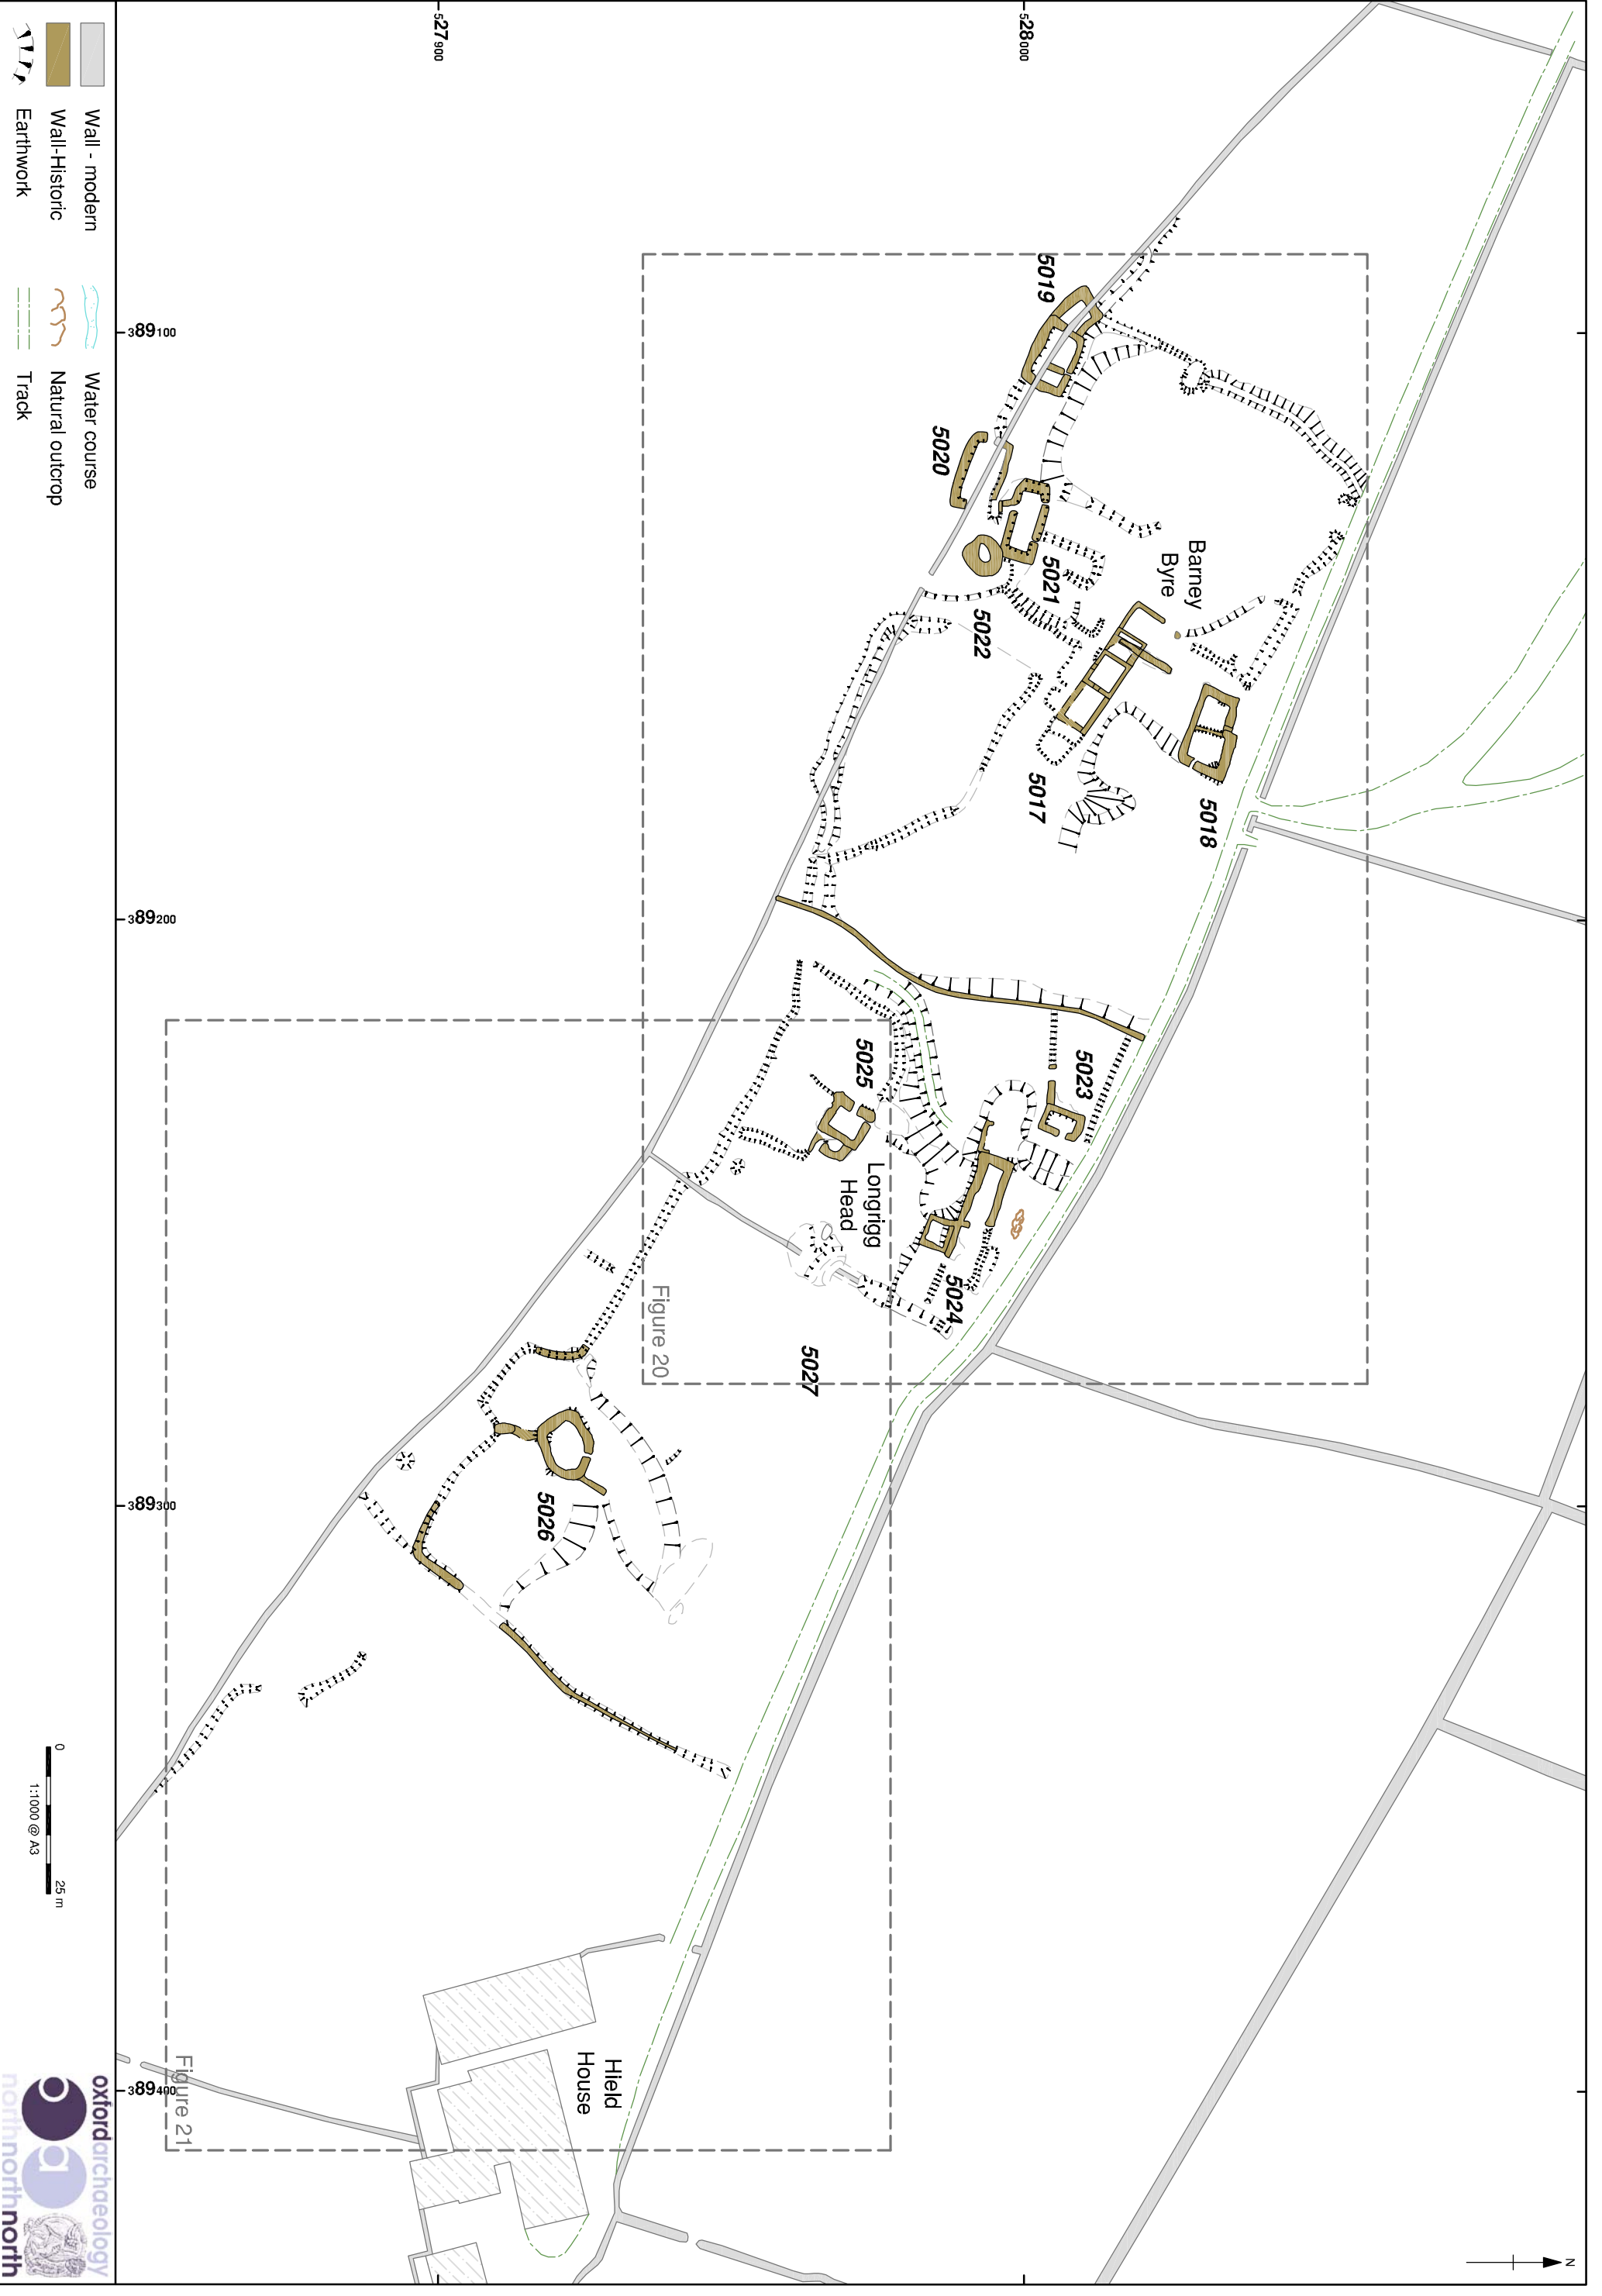 N
5019
5020
5021
5022
Barney
Byre
5017
5018
5023
5024
5025
Longrigg
Head
5027
5026
Figure 20
Figure 21
Hield
House
528000
527900
389100
389200
389300
389400
Wall - modern
Wall-Historic
Earthwork
Water course
Natural outcrop
Track
0 25 m
1:1000 @ A3
oxfordarchaeology
northnorthnorth